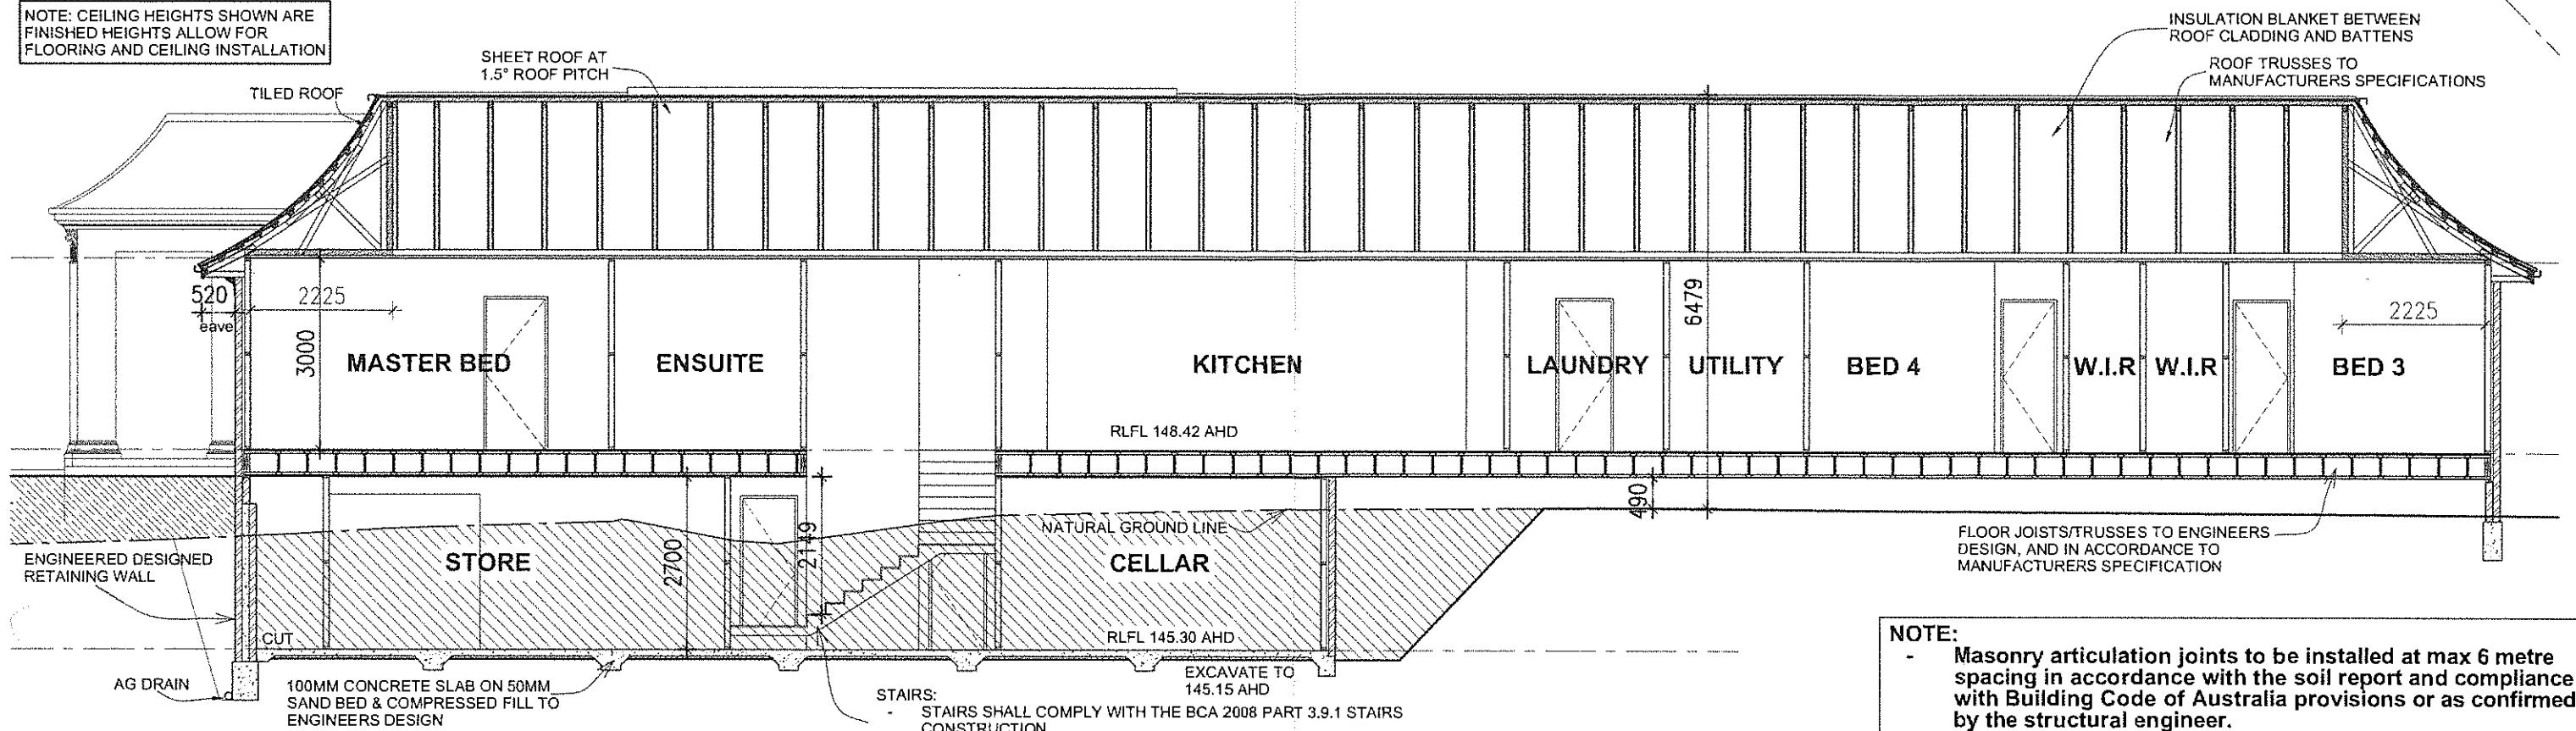 NOTE: CEILING HEIGHTS SHOWN ARE
FINISHED HEIGHTS ALLOW FOR
FLOORING AND CEILING INSTALLATION
SHEET ROOF AT
1.5° ROOF PITCH
TILED ROOF
INSULATION BLANKET BETWEEN
ROOF CLADDING AND BATTENS
ROOF TRUSSES TO
MANUFACTURERS SPECIFICATIONS
520
eave
2225
3000
6479
2225
MASTER BED
ENSUITE
KITCHEN
LAUNDRY
UTILITY
BED 4
W.I.R
W.I.R
BED 3
RLFL 148.42 AHD
490
NATURAL GROUND LINE
FLOOR JOISTS/TRUSSES TO ENGINEERS
DESIGN, AND IN ACCORDANCE TO
MANUFACTURERS SPECIFICATION
ENGINEERED DESIGNED
RETAINING WALL
STORE
2700
2149
CELLAR
CUT
RLFL 145.30 AHD
AG DRAIN
100MM CONCRETE SLAB ON 50MM
SAND BED & COMPRESSED FILL TO
ENGINEERS DESIGN
EXCAVATE TO
145.15 AHD
STAIRS:
- STAIRS SHALL COMPLY WITH THE BCA 2008 PART 3.9.1 STAIRS
CONSTRUCTION
NOTE:
- Masonry articulation joints to be installed at max 6 metre
spacing in accordance with the soil report and compliance
with Building Code of Australia provisions or as confirmed
by the structural engineer.